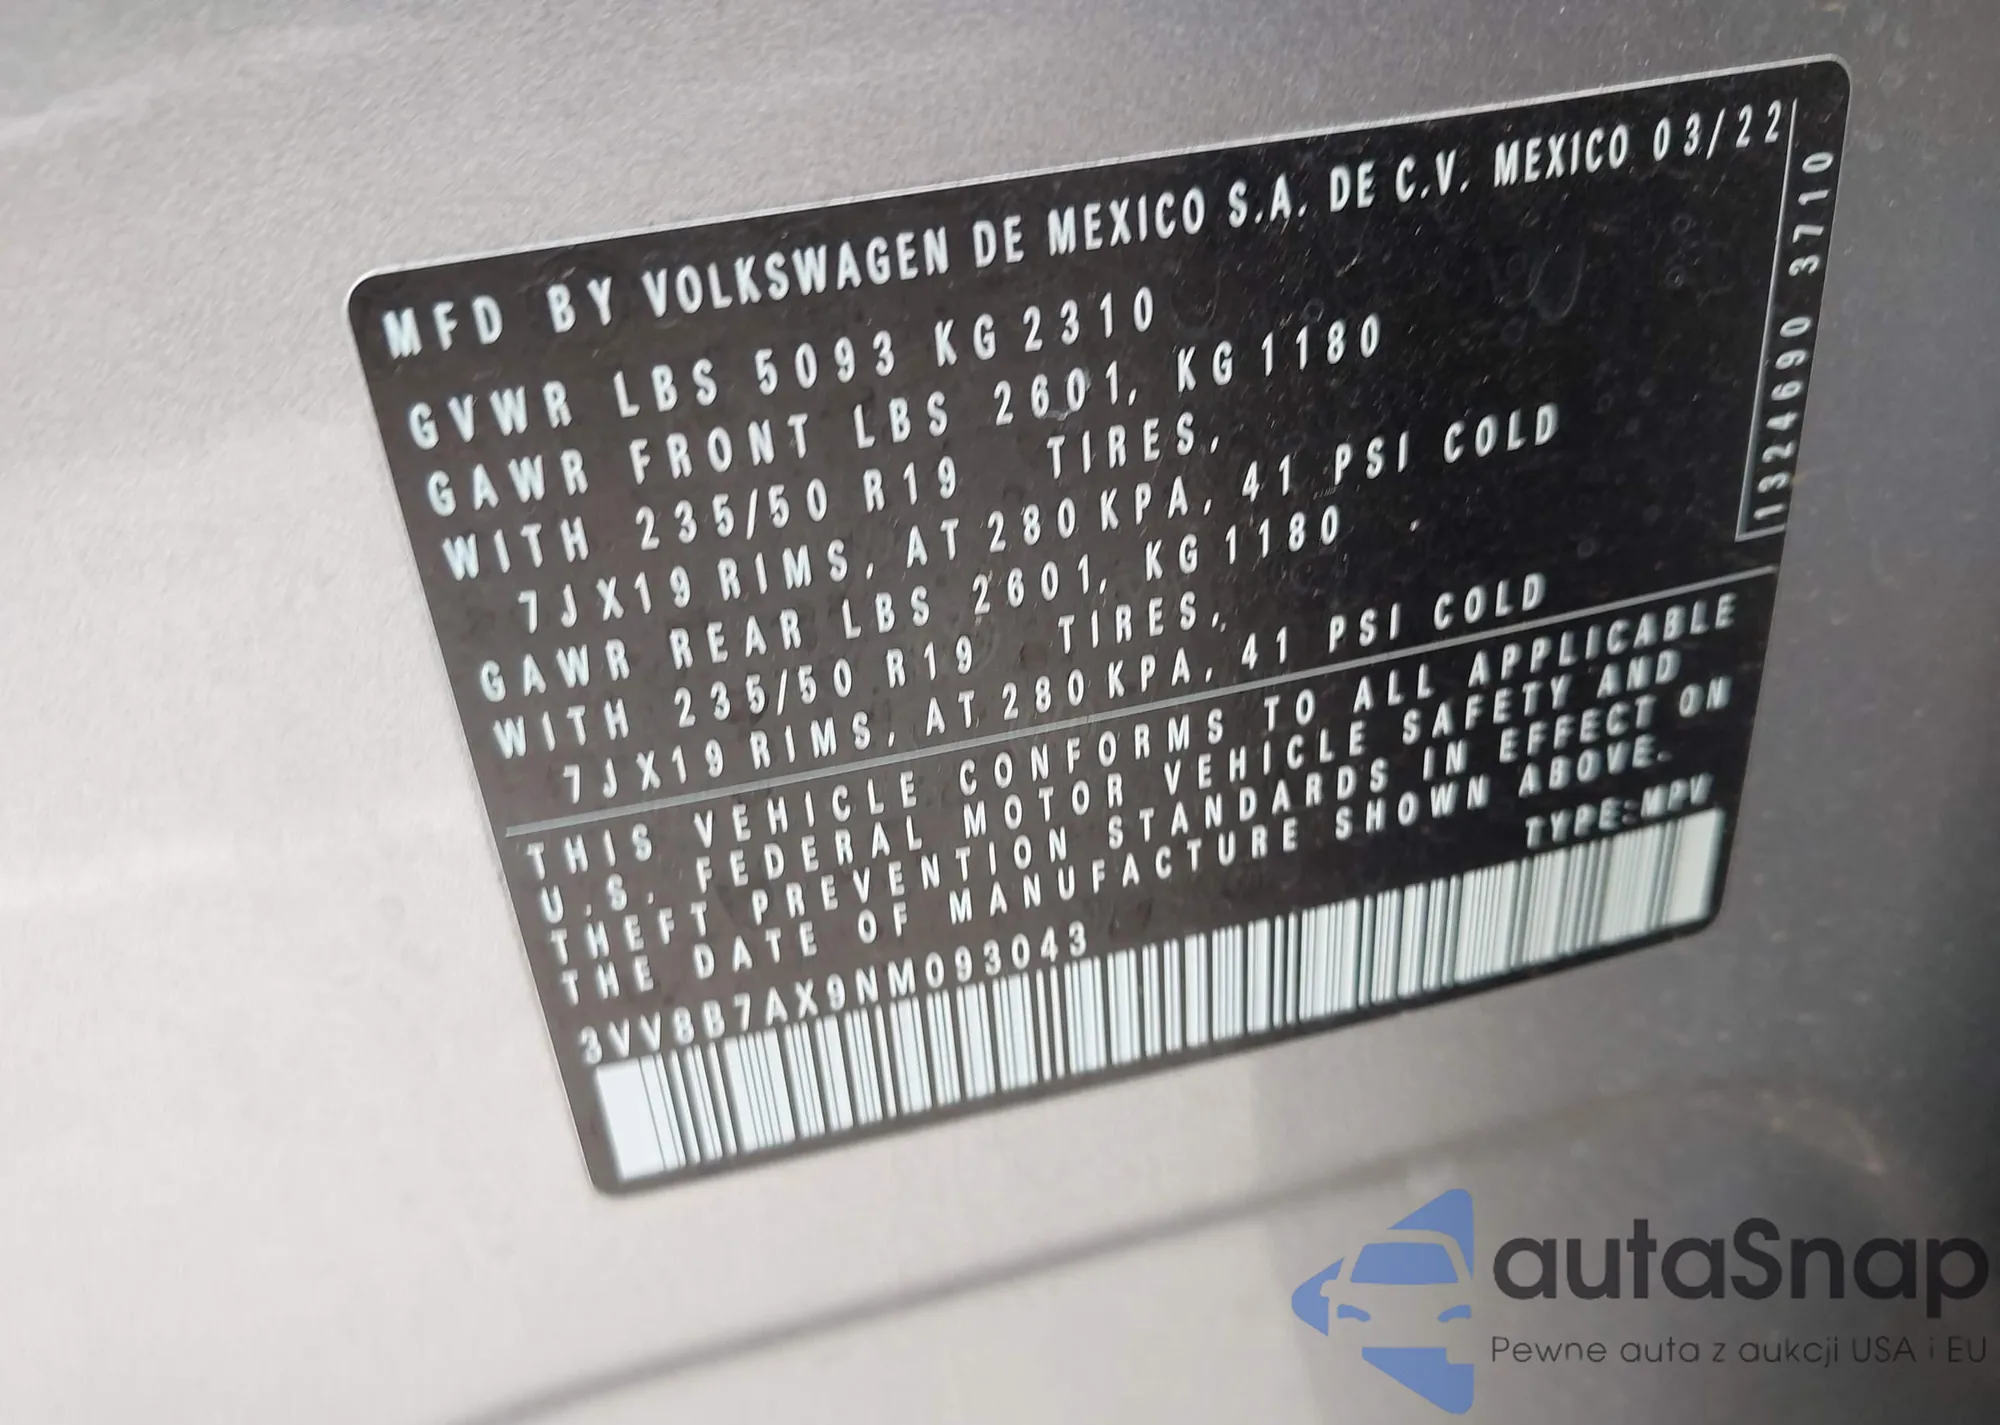 MFD BY VOLKSWAGEN DE MEXICO S.A. DE C.V. MEXICO 03/22
GVWR LBS 5093 KG 2310
GAWR FRONT LBS 2601, KG 1180
WITH 235/50 R19 TIRES,
7JX19 RIMS, AT 280 KPA, 41 PSI COLD
GAWR REAR LBS 2601, KG 1180
WITH 235/50 R19 TIRES,
7JX19 RIMS, AT 280 KPA, 41 PSI COLD
THIS VEHICLE CONFORMS TO ALL APPLICABLE
U.S. FEDERAL MOTOR VEHICLE SAFETY AND
THEFT PREVENTION STANDARDS IN EFFECT ON
THE DATE OF MANUFACTURE SHOWN ABOVE.
TYPE:MPV
3VV8B7AX9NM093043
1324690 3710
autaSnap
Pewne auta z aukcji USA i EU